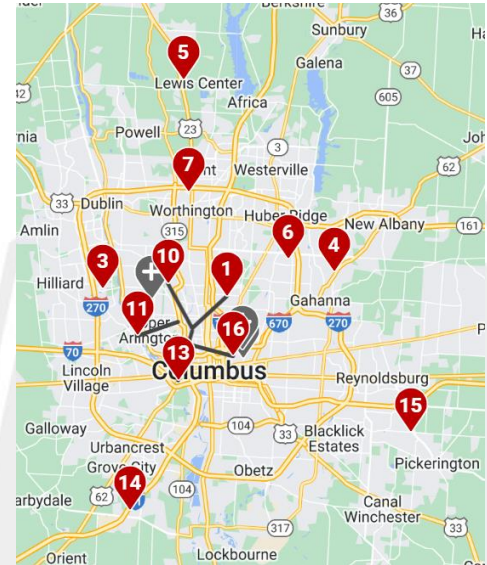 Sunbury
36
5
Galena
Lewis Center
37
Africa
605
Powell
23
3
7
Westerville
62
33
Dublin
Worthington
Huber Ridge
New Albany
161
315
Amlin
6
4
10
3
1
Hilliard
270
Gahanna
11
16
670
270
Arlington
70
13
Columbus
Lincoln
Village
Reynoldsburg
15
104
33
Blacklick
Estates
Galloway
Urbancrest
Grove City
Obetz
Pickerington
14
62
104
Canal
Winchester
317
33
Orient
Lockbourne